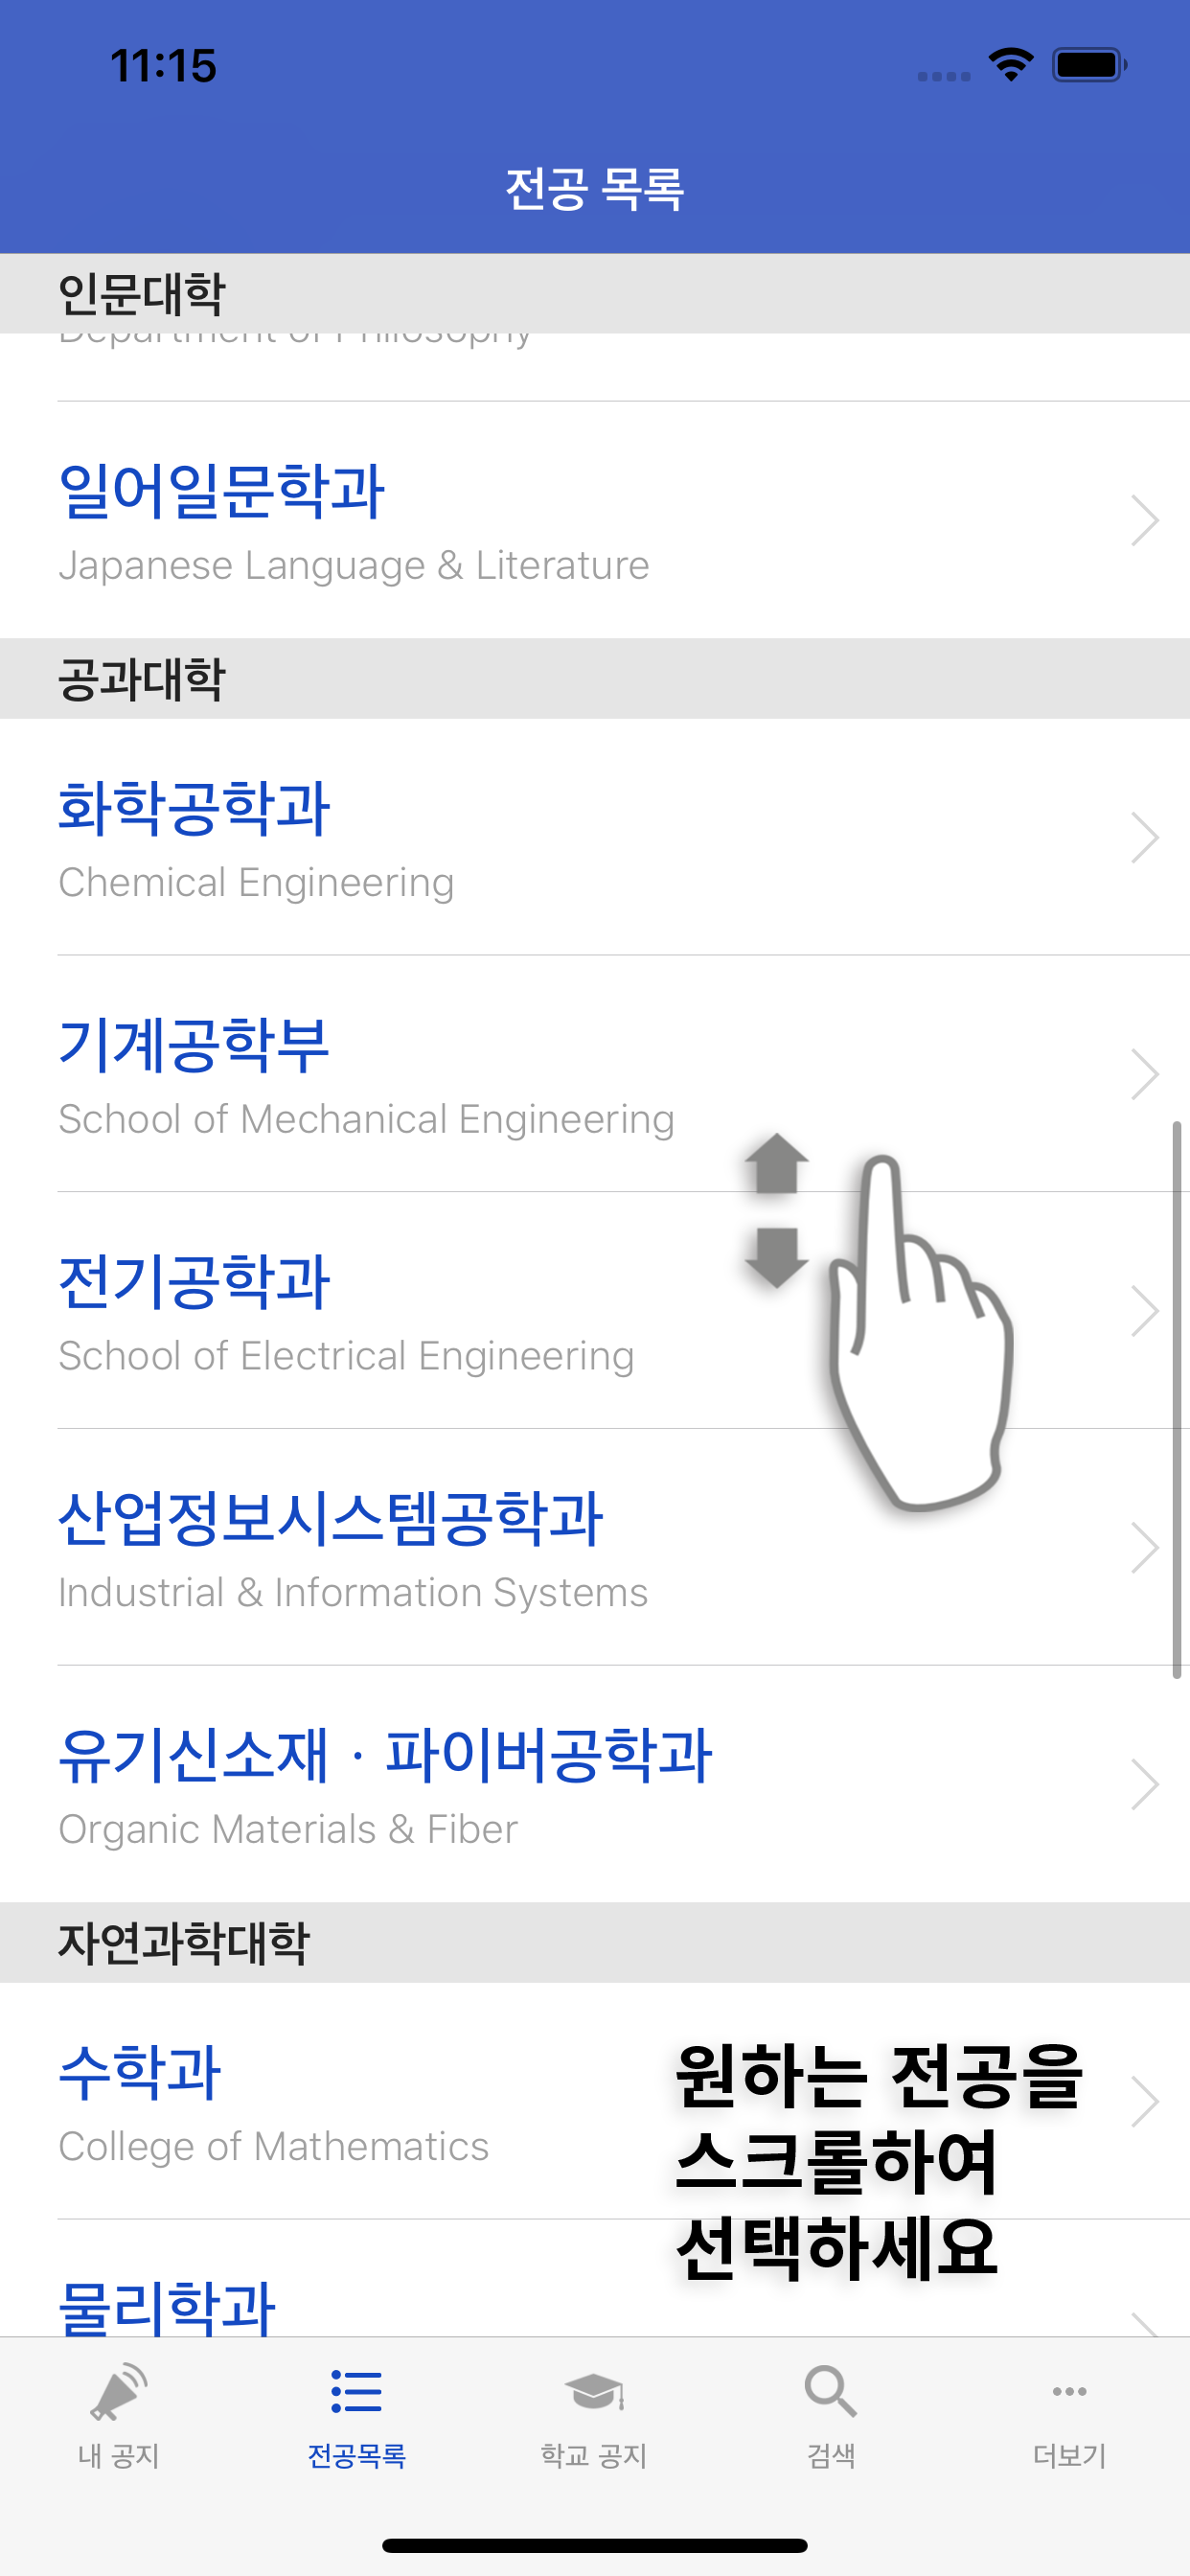 11:15
전공 목록
인문대학
Department of Philosophy
일어일문학과
Japanese Language & Literature
공과대학
화학공학과
Chemical Engineering
기계공학부
School of Mechanical Engineering
전기공학과
School of Electrical Engineering
산업정보시스템공학과
Industrial & Information Systems
유기신소재 · 파이버공학과
Organic Materials & Fiber
자연과학대학
수학과
College of Mathematics
원하는 전공을
스크롤하여
선택하세요
물리학과
내 공지
전공목록
학교 공지
검색
더보기